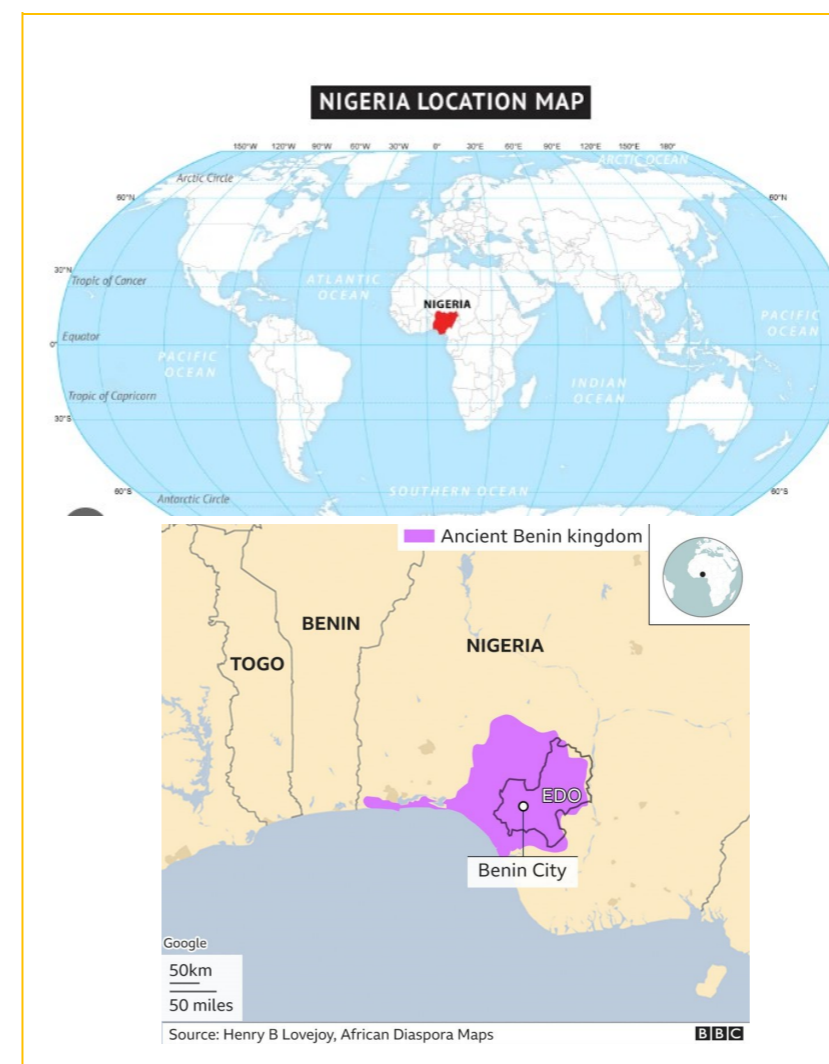 NIGERIA LOCATION MAP
150°W 120°W 90°W 60°W 30°W 0° 30°E 60°E 90°E 120°E 150°E 180°
ARCTIC OCEAN
Arctic Circle
60°N 60°N
30°N
Tropic of Cancer
ATLANTIC
OCEAN
NIGERIA
PACIFIC
OCEAN
Equator
0°
PACIFIC
OCEAN
INDIAN
OCEAN
Tropic of Capricorn
30°S
60°S 60°S
SOUTHERN OCEAN
Antarctic Circle
Ancient Benin kingdom
BENIN
NIGERIA
TOGO
EDO
Benin City
Google
50km
50 miles
Source: Henry B Lovejoy, African Diaspora Maps BBC